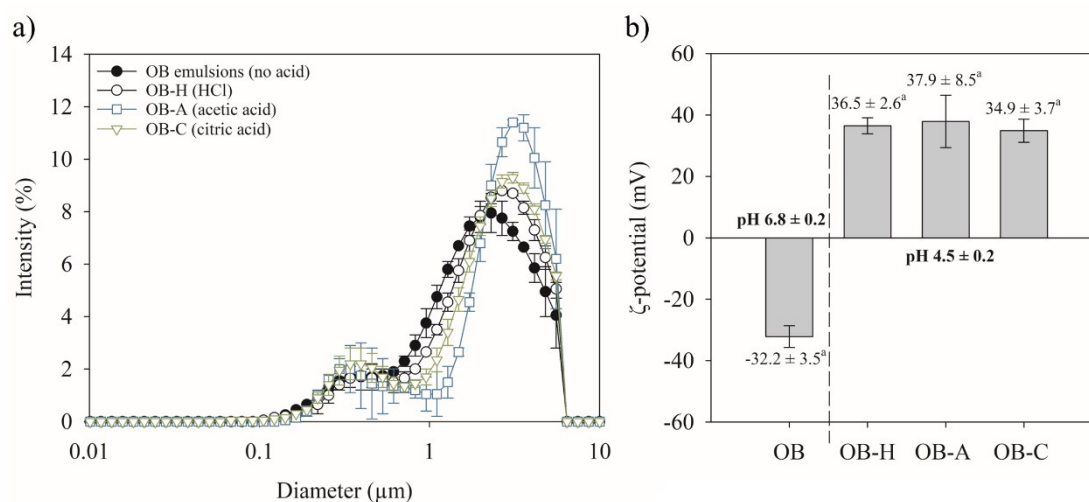 a)
14
12
10
8
6
4
2
0
Intensity (%)
OB emulsions (no acid)
OB-H (HCl)
OB-A (acetic acid)
OB-C (citric acid)
0.01
0.1
1
10
Diameter (µm)
b)
60
40
20
0
-20
-40
-60
ζ-potential (mV)
37.9 ± 8.5ᵃ
36.5 ± 2.6ᵃ
34.9 ± 3.7ᵃ
pH 6.8 ± 0.2
pH 4.5 ± 0.2
-32.2 ± 3.5ᵃ
OB
OB-H
OB-A
OB-C